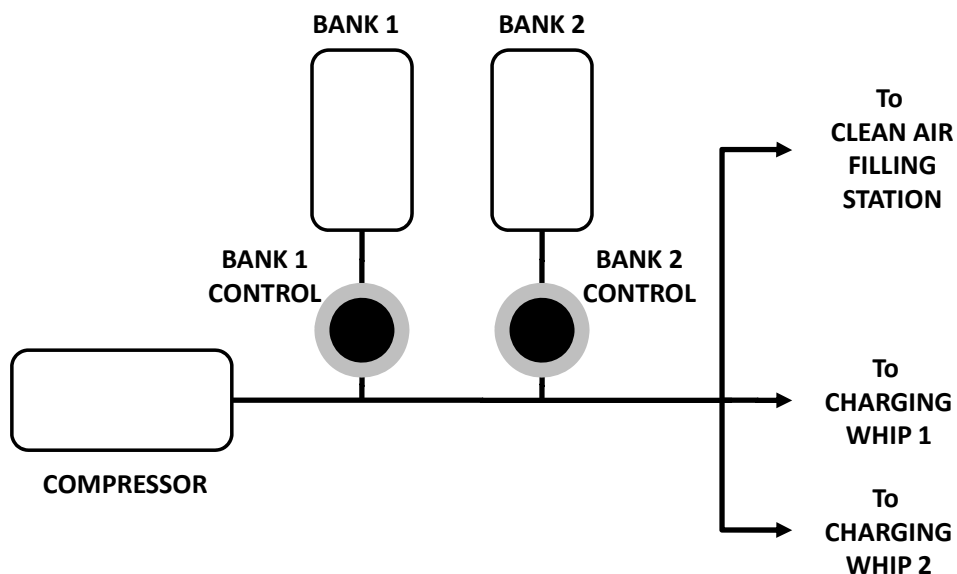 BANK 1
BANK 2
To
CLEAN AIR
FILLING
STATION
BANK 1
CONTROL
BANK 2
CONTROL
To
CHARGING
WHIP 1
COMPRESSOR
To
CHARGING
WHIP 2